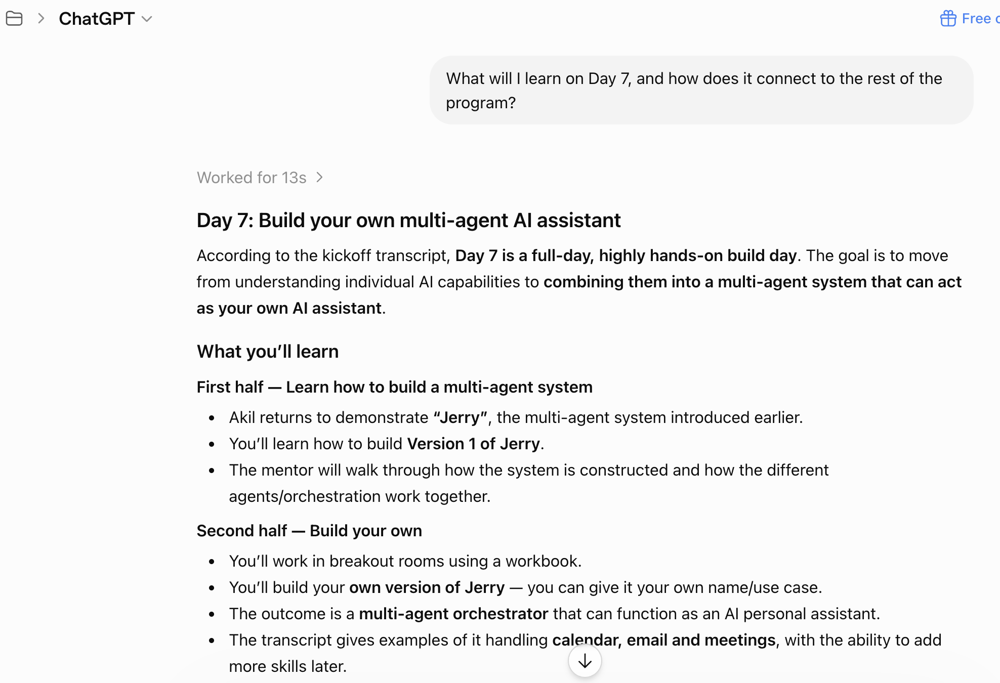 ChatGPT
Free
What will I learn on Day 7, and how does it connect to the rest of the
program?
Worked for 13s
Day 7: Build your own multi-agent AI assistant
According to the kickoff transcript, Day 7 is a full-day, highly hands-on build day. The goal is to move
from understanding individual AI capabilities to combining them into a multi-agent system that can act
as your own AI assistant.
What you’ll learn
First half — Learn how to build a multi-agent system
• Akil returns to demonstrate “Jerry”, the multi-agent system introduced earlier.
• You’ll learn how to build Version 1 of Jerry.
• The mentor will walk through how the system is constructed and how the different
agents/orchestration work together.
Second half — Build your own
• You’ll work in breakout rooms using a workbook.
• You’ll build your own version of Jerry — you can give it your own name/use case.
• The outcome is a multi-agent orchestrator that can function as an AI personal assistant.
• The transcript gives examples of it handling calendar, email and meetings, with the ability to add
more skills later.